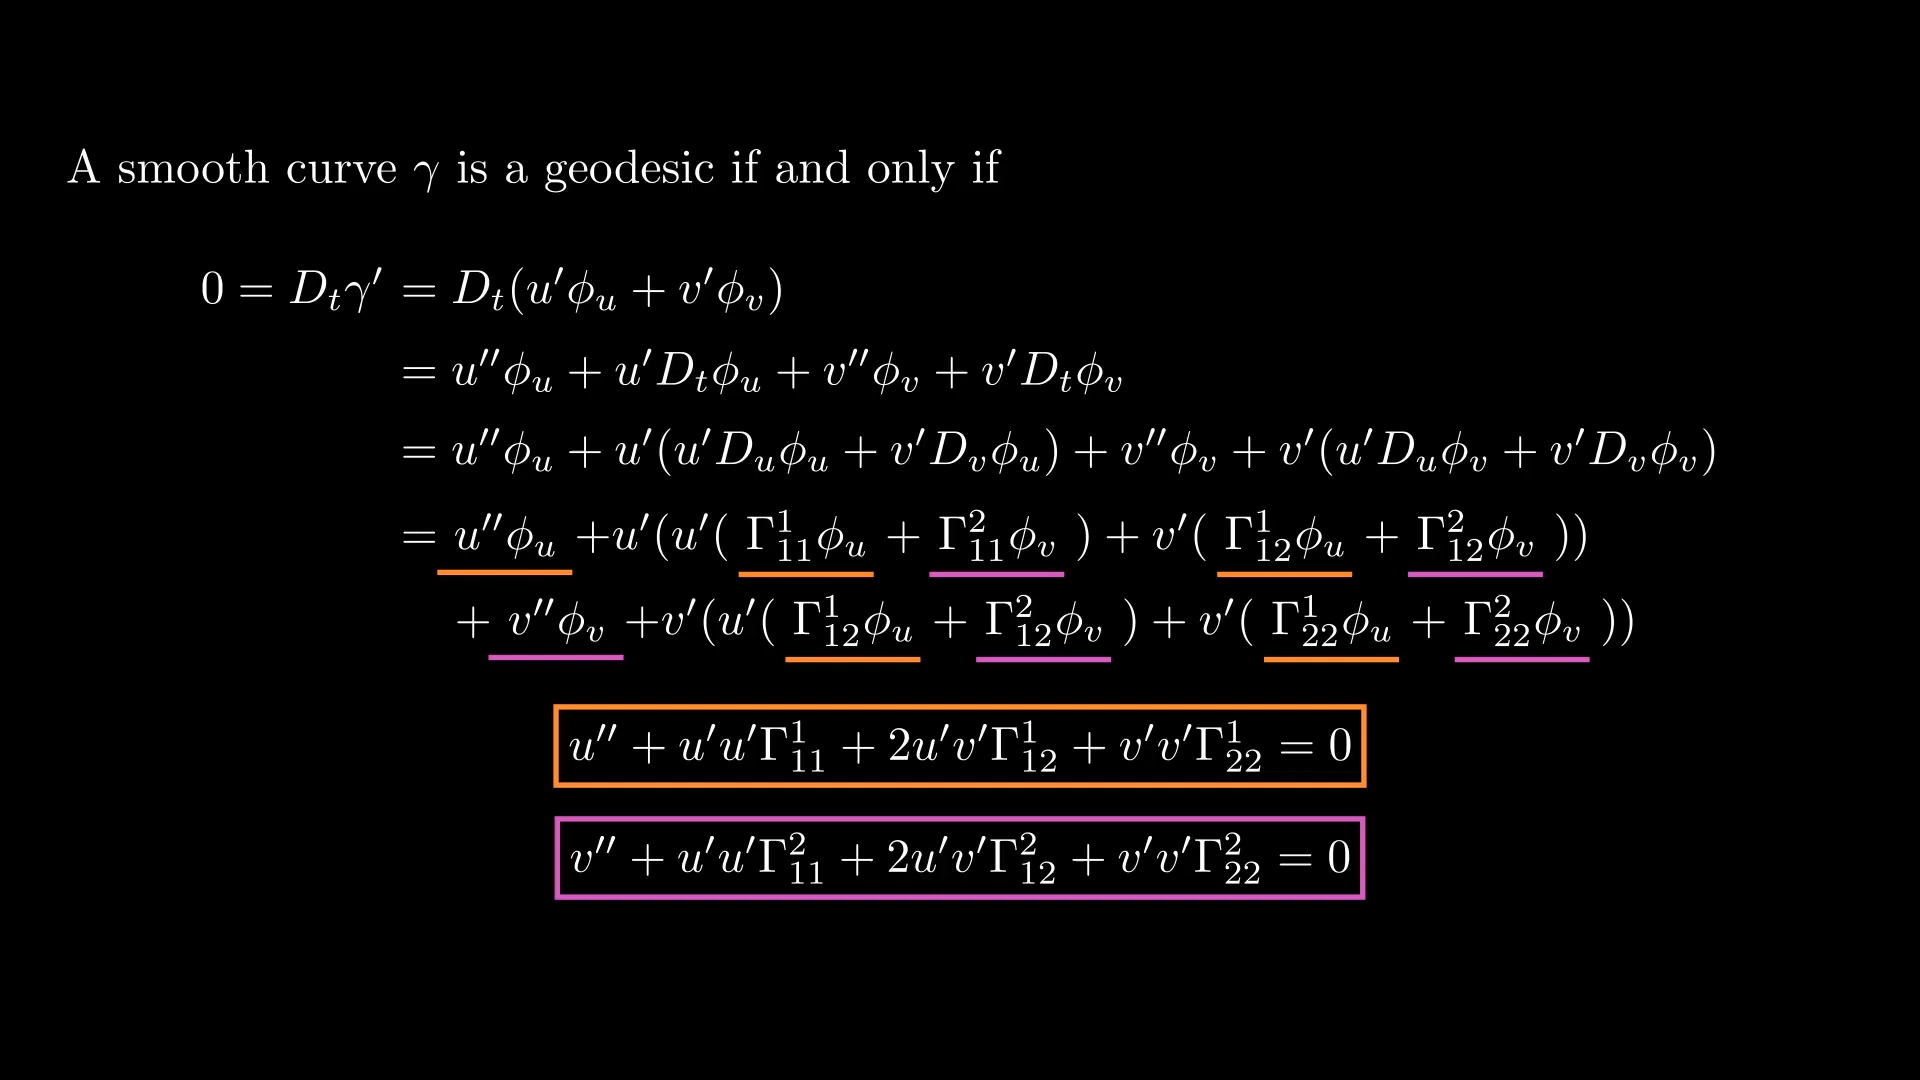 A smooth curve γ is a geodesic if and only if
0 = D_tγ′ = D_t(u′ϕ_u + v′ϕ_v)
= u″ϕ_u + u′D_tϕ_u + v″ϕ_v + v′D_tϕ_v
= u″ϕ_u + u′(u′D_uϕ_u + v′D_vϕ_u) + v″ϕ_v + v′(u′D_uϕ_v + v′D_vϕ_v)
= u″ϕ_u +u′(u′( Γ^1_{11}ϕ_u + Γ^2_{11}ϕ_v ) + v′( Γ^1_{12}ϕ_u + Γ^2_{12}ϕ_v ))
+ v″ϕ_v +v′(u′( Γ^1_{12}ϕ_u + Γ^2_{12}ϕ_v ) + v′( Γ^1_{22}ϕ_u + Γ^2_{22}ϕ_v ))
u″ + u′u′Γ^1_{11} + 2u′v′Γ^1_{12} + v′v′Γ^1_{22} = 0
v″ + u′u′Γ^2_{11} + 2u′v′Γ^2_{12} + v′v′Γ^2_{22} = 0